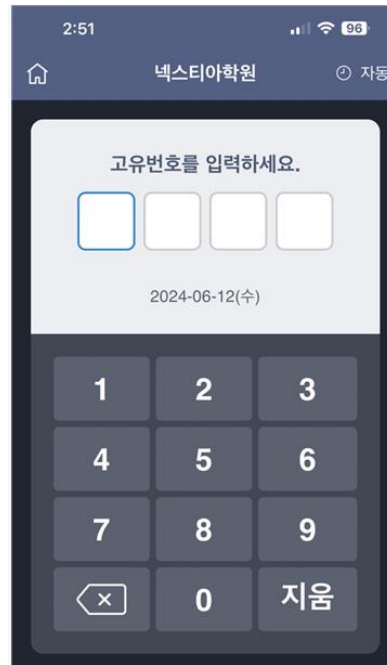 2:51 96
넥스티아학원 자동
고유번호를 입력하세요.
2024-06-12(수)
1 2 3
4 5 6
7 8 9
0 지움